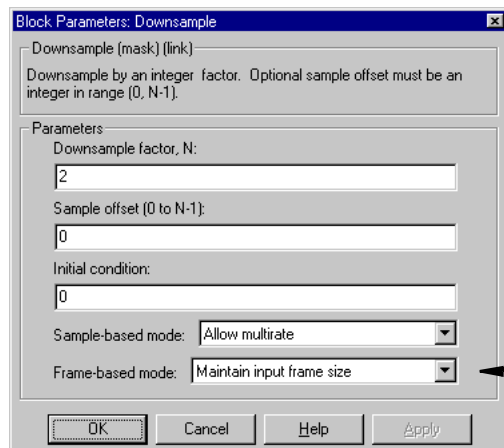 Block Parameters: Downsample
Downsample (mask) (link)
Downsample by an integer factor. Optional sample offset must be an
integer in range (0, N-1).
Parameters
Downsample factor, N:
2
Sample offset (0 to N-1):
0
Initial condition:
0
Sample-based mode: Allow multirate
Frame-based mode: Maintain input frame size
OK Cancel Help Apply